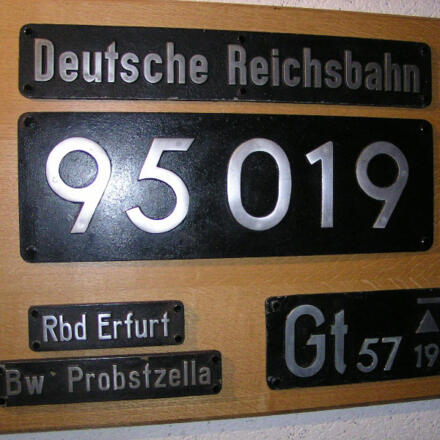 Deutsche Reichsbahn
95 019
Rbd Erfurt
Bw Probstzella
Gt 57 19